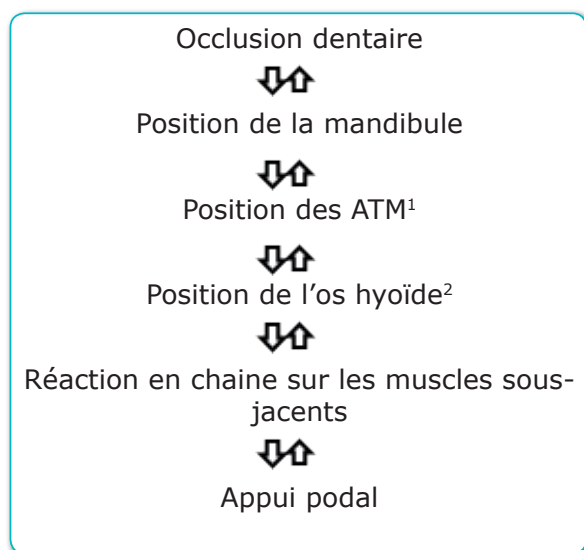 Occlusion dentaire
Position de la mandibule
Position des ATM¹
Position de l'os hyoïde²
Réaction en chaine sur les muscles sous-
jacents
Appui podal